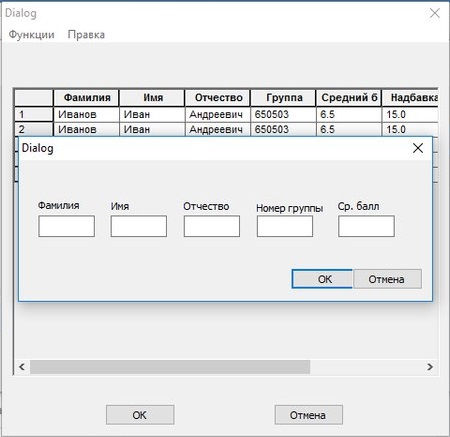 Dialog
Функции Правка
Фамилия Имя Отчество Группа Средний б Надбавка
1 Иванов Иван Андреевич 650503 6.5 15.0
2 Иванов Иван Андреевич 650503 6.5 15.0
Dialog
Фамилия Имя Отчество Номер группы Ср. балл
OK Отмена
OK Отмена